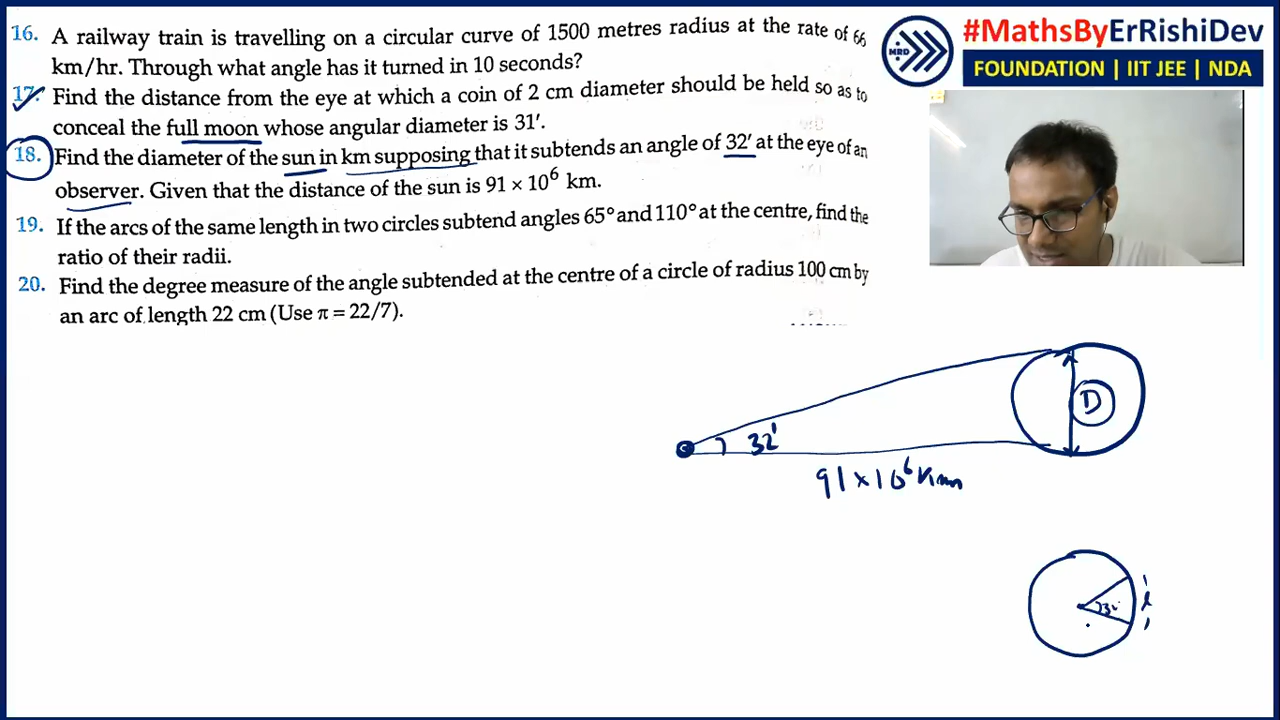 16. A railway train is travelling on a circular curve of 1500 metres radius at the rate of 66
km/hr. Through what angle has it turned in 10 seconds?
17. Find the distance from the eye at which a coin of 2 cm diameter should be held so as to
conceal the full moon whose angular diameter is 31′.
18. Find the diameter of the sun in km supposing that it subtends an angle of 32′ at the eye of an
observer. Given that the distance of the sun is 91 × 10⁶ km.
19. If the arcs of the same length in two circles subtend angles 65° and 110° at the centre, find the
ratio of their radii.
20. Find the degree measure of the angle subtended at the centre of a circle of radius 100 cm by
an arc of length 22 cm (Use π = 22/7).
MRD
#MathsByErRishiDev
FOUNDATION | IIT JEE | NDA
D
32'
91×10⁶ Km
l